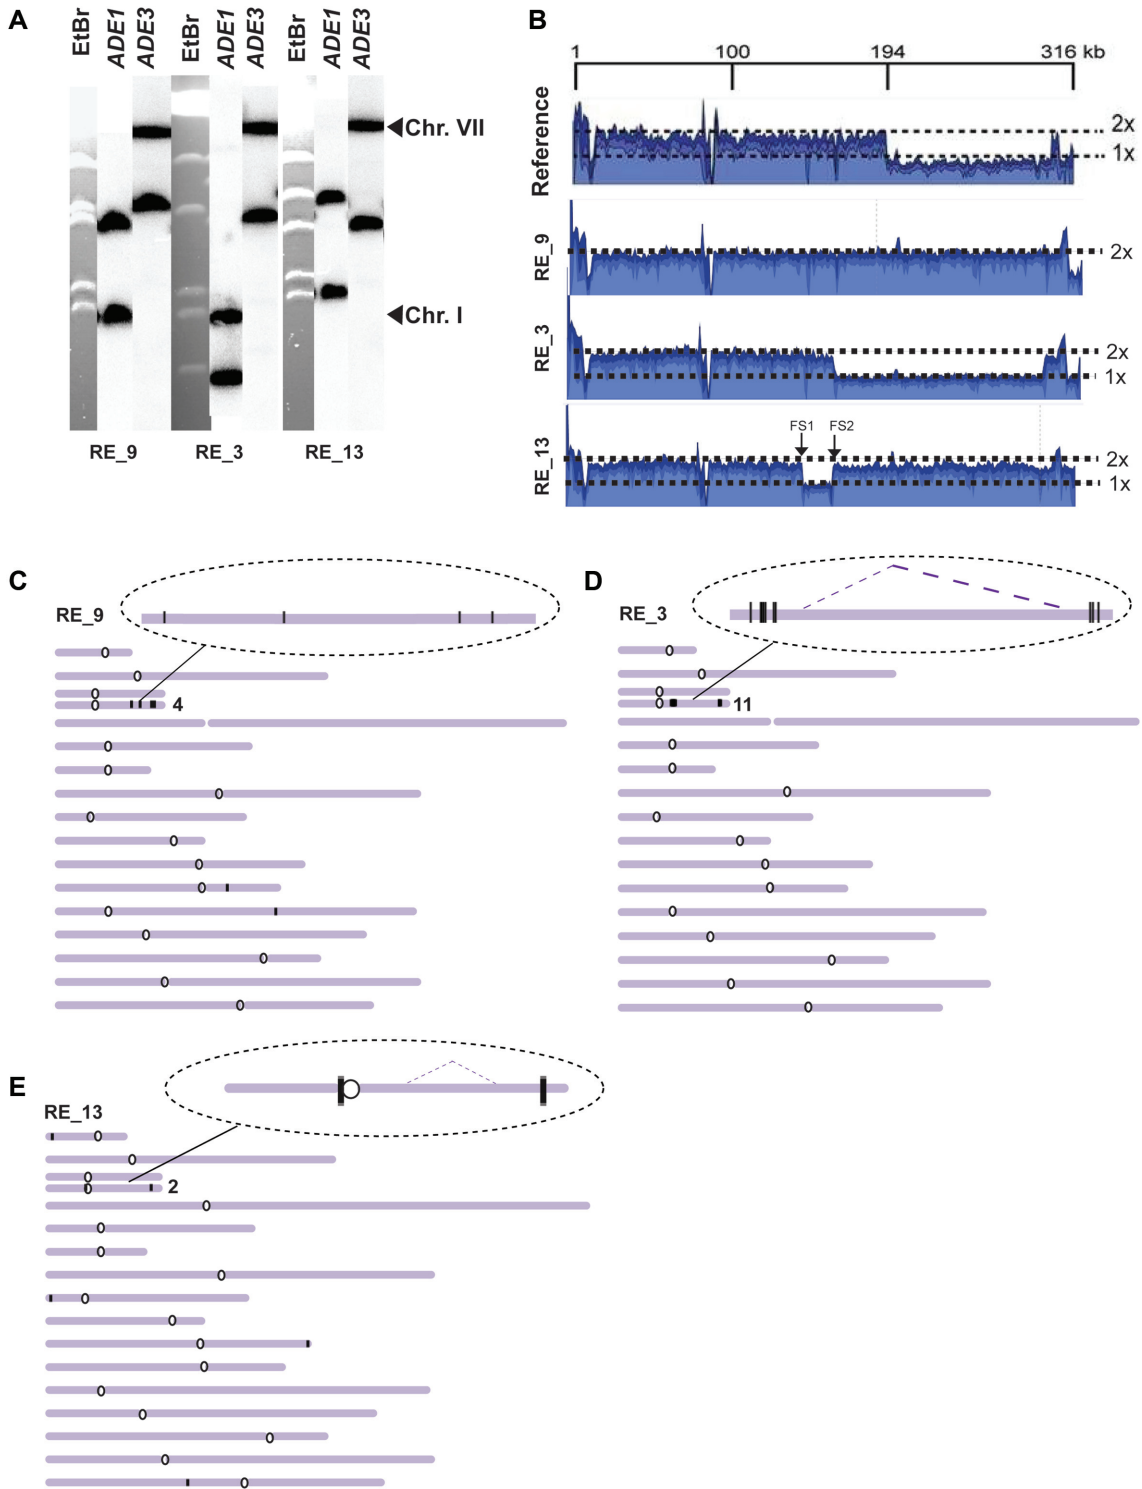 A
EtBr
ADE1
ADE3
EtBr
ADE1
ADE3
EtBr
ADE1
ADE3
Chr. VII
Chr. I
RE_9
RE_3
RE_13
B
1 100 194 316 kb
Reference
2x
1x
RE_9
2x
RE_3
2x
1x
RE_13
FS1 FS2
2x
1x
C
RE_9
4
D
RE_3
11
E
RE_13
2